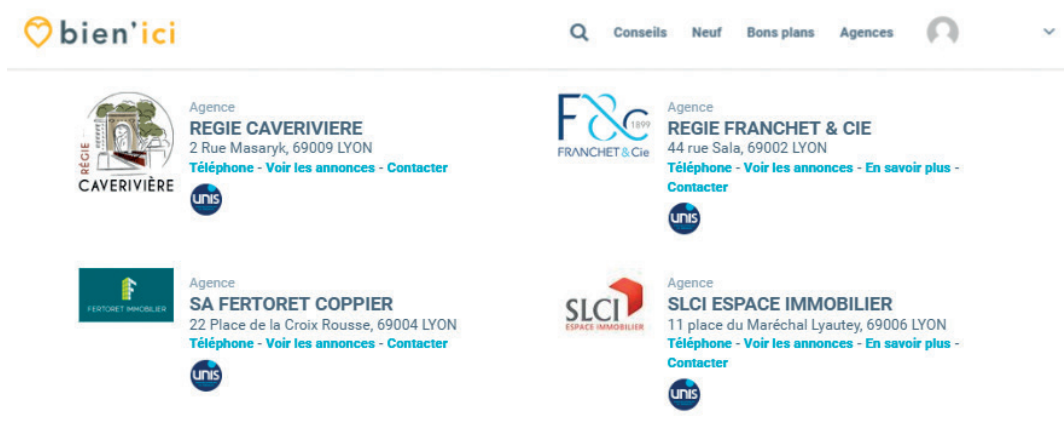 bien'ici
Conseils Neuf Bons plans Agences
RÉGIE
CAVERIVIÈRE
Agence
REGIE CAVERIVIERE
2 Rue Masaryk, 69009 LYON
Téléphone - Voir les annonces - Contacter
unis
F&C
1899
FRANCHET & Cie
Agence
REGIE FRANCHET & CIE
44 rue Sala, 69002 LYON
Téléphone - Voir les annonces - En savoir plus -
Contacter
unis
FERTORET IMMOBILIER
Agence
SA FERTORET COPPIER
22 Place de la Croix Rousse, 69004 LYON
Téléphone - Voir les annonces - Contacter
unis
SLCI
ESPACE IMMOBILIER
Agence
SLCI ESPACE IMMOBILIER
11 place du Maréchal Lyautey, 69006 LYON
Téléphone - Voir les annonces - En savoir plus -
Contacter
unis